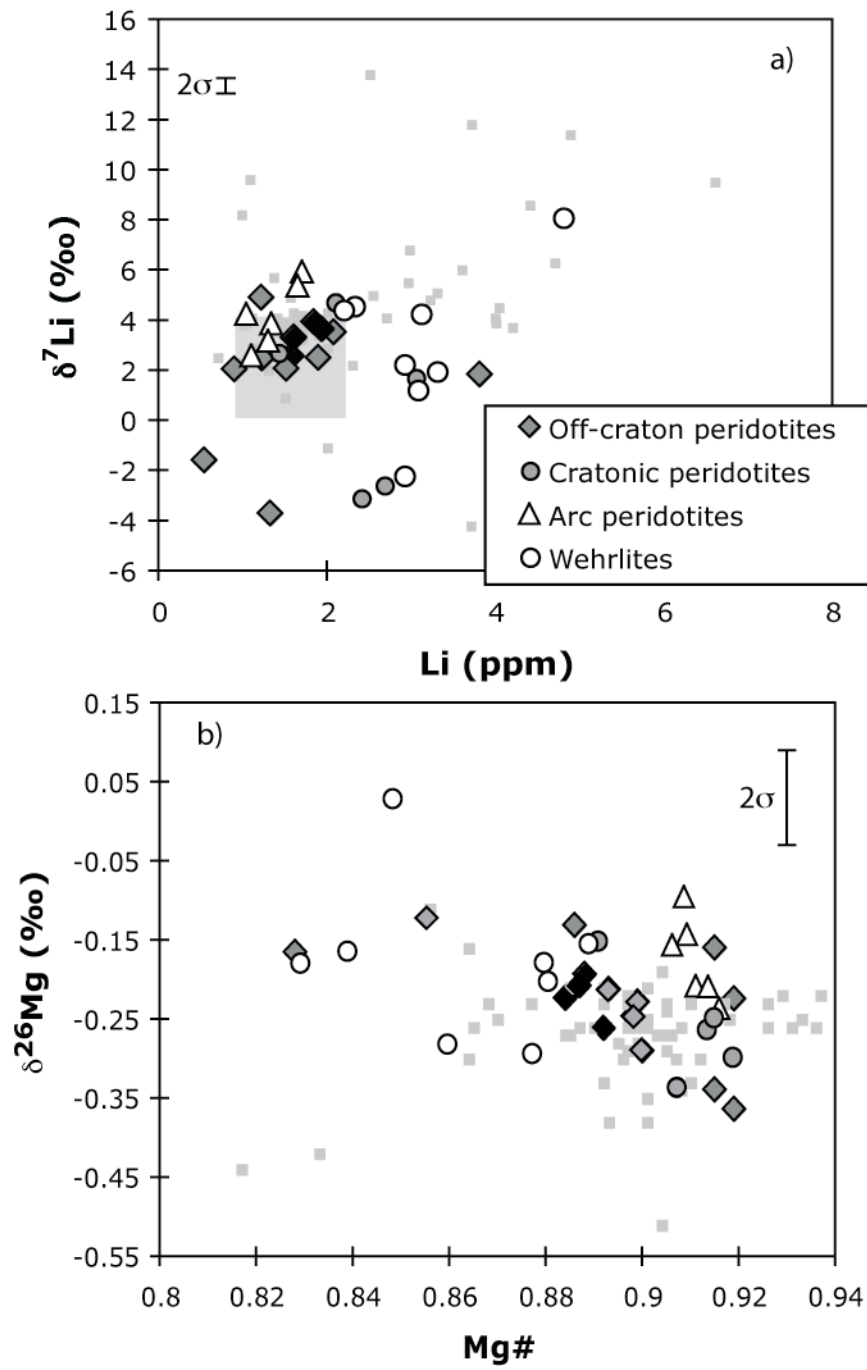 16
14
12
10
8
6
4
2
0
-2
-4
-6
2σ
a)
δ⁷Li (‰)
Off-craton peridotites
Cratonic peridotites
Arc peridotites
Wehrlites
0 2 4 6 8
Li (ppm)
0.15
0.05
-0.05
-0.15
-0.25
-0.35
-0.45
-0.55
b)
2σ
δ²⁶Mg (‰)
0.8 0.82 0.84 0.86 0.88 0.9 0.92 0.94
Mg#